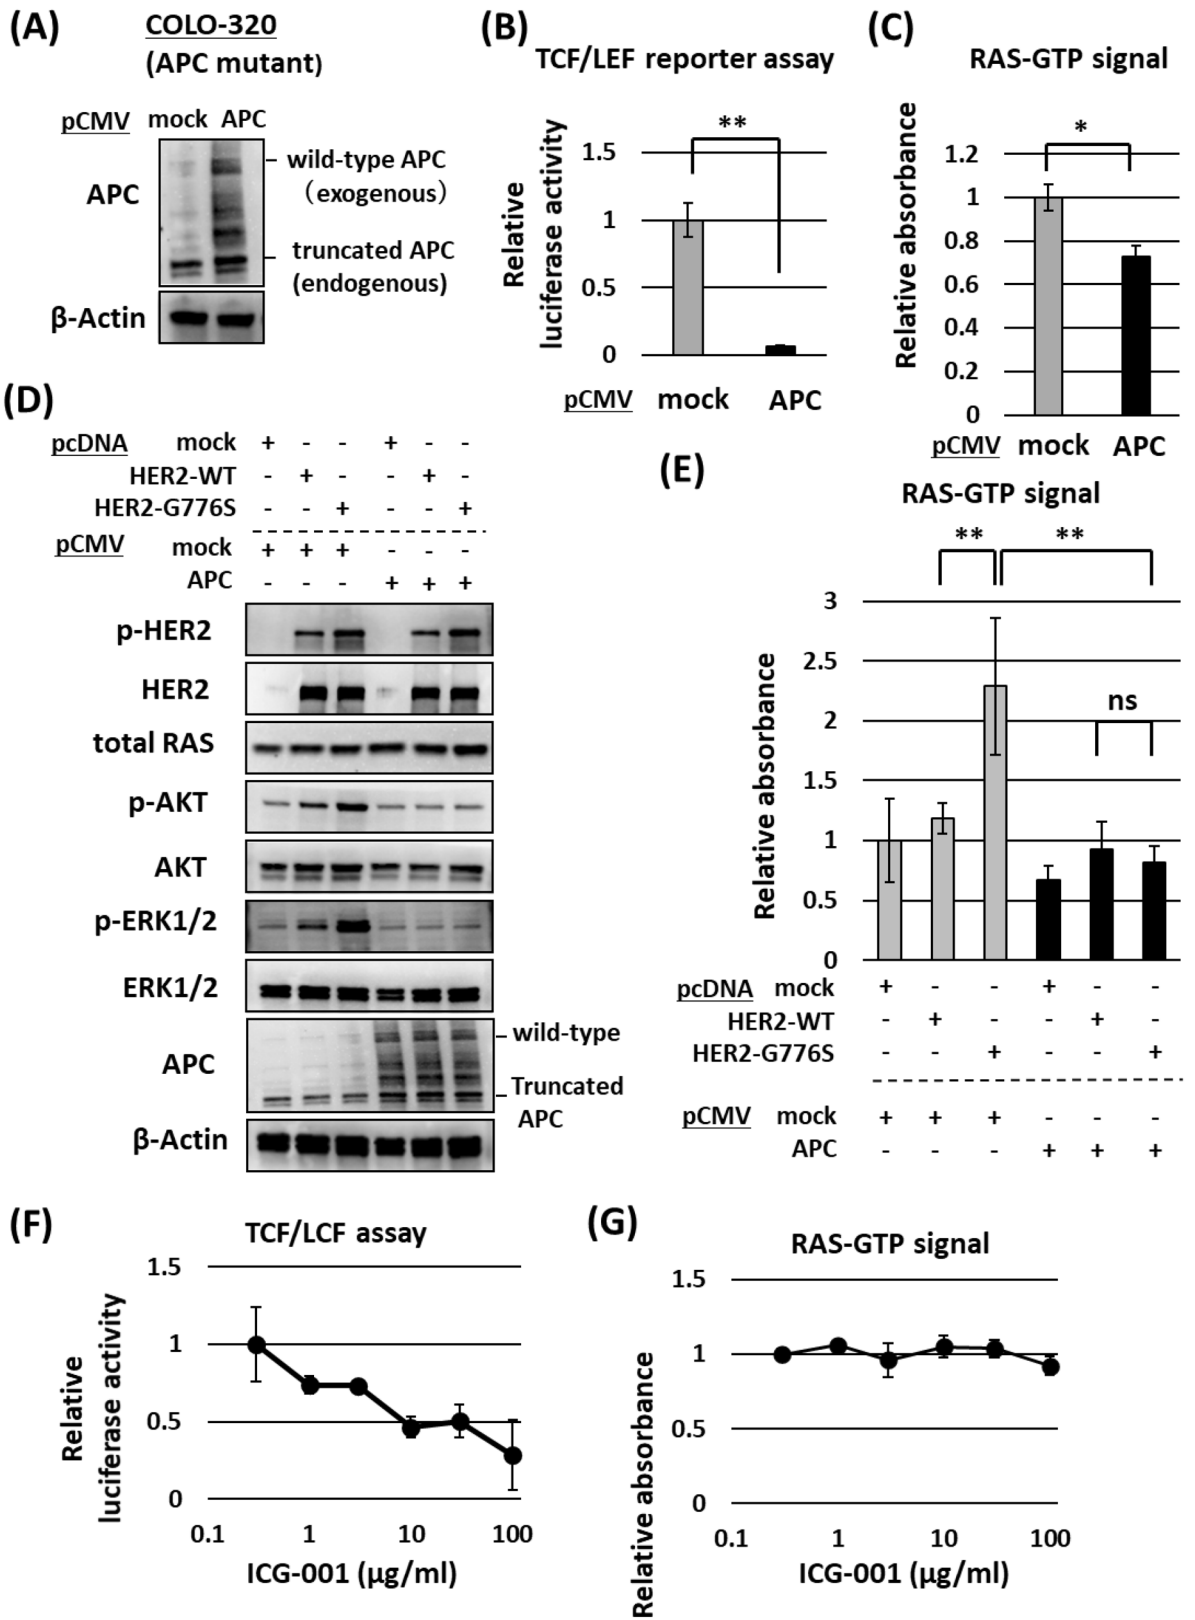 (A)
COLO-320
(APC mutant)
pCMV mock APC
APC
wild-type APC
(exogenous)
truncated APC
(endogenous)
β-Actin
(B)
TCF/LEF reporter assay
Relative
luciferase activity
**
1.5
1
0.5
0
pCMV mock APC
(C)
RAS-GTP signal
Relative absorbance
*
1.2
1
0.8
0.6
0.4
0.2
0
pCMV mock APC
(D)
pcDNA mock + - - + - -
HER2-WT - + - - + -
HER2-G776S - - + - - +
pCMV mock + + + - - -
APC - - - + + +
p-HER2
HER2
total RAS
p-AKT
AKT
p-ERK1/2
ERK1/2
APC
wild-type
Truncated
APC
β-Actin
(E)
RAS-GTP signal
** **
Relative absorbance
3
2.5
2
1.5
1
0.5
0
ns
pcDNA mock + - - + - -
HER2-WT - + - - + -
HER2-G776S - - + - - +
pCMV mock + + + - - -
APC - - - + + +
(F)
TCF/LCF assay
Relative
luciferase activity
1.5
1
0.5
0
0.1 1 10 100
ICG-001 (μg/ml)
(G)
RAS-GTP signal
Relative absorbance
1.5
1
0.5
0
0.1 1 10 100
ICG-001 (μg/ml)